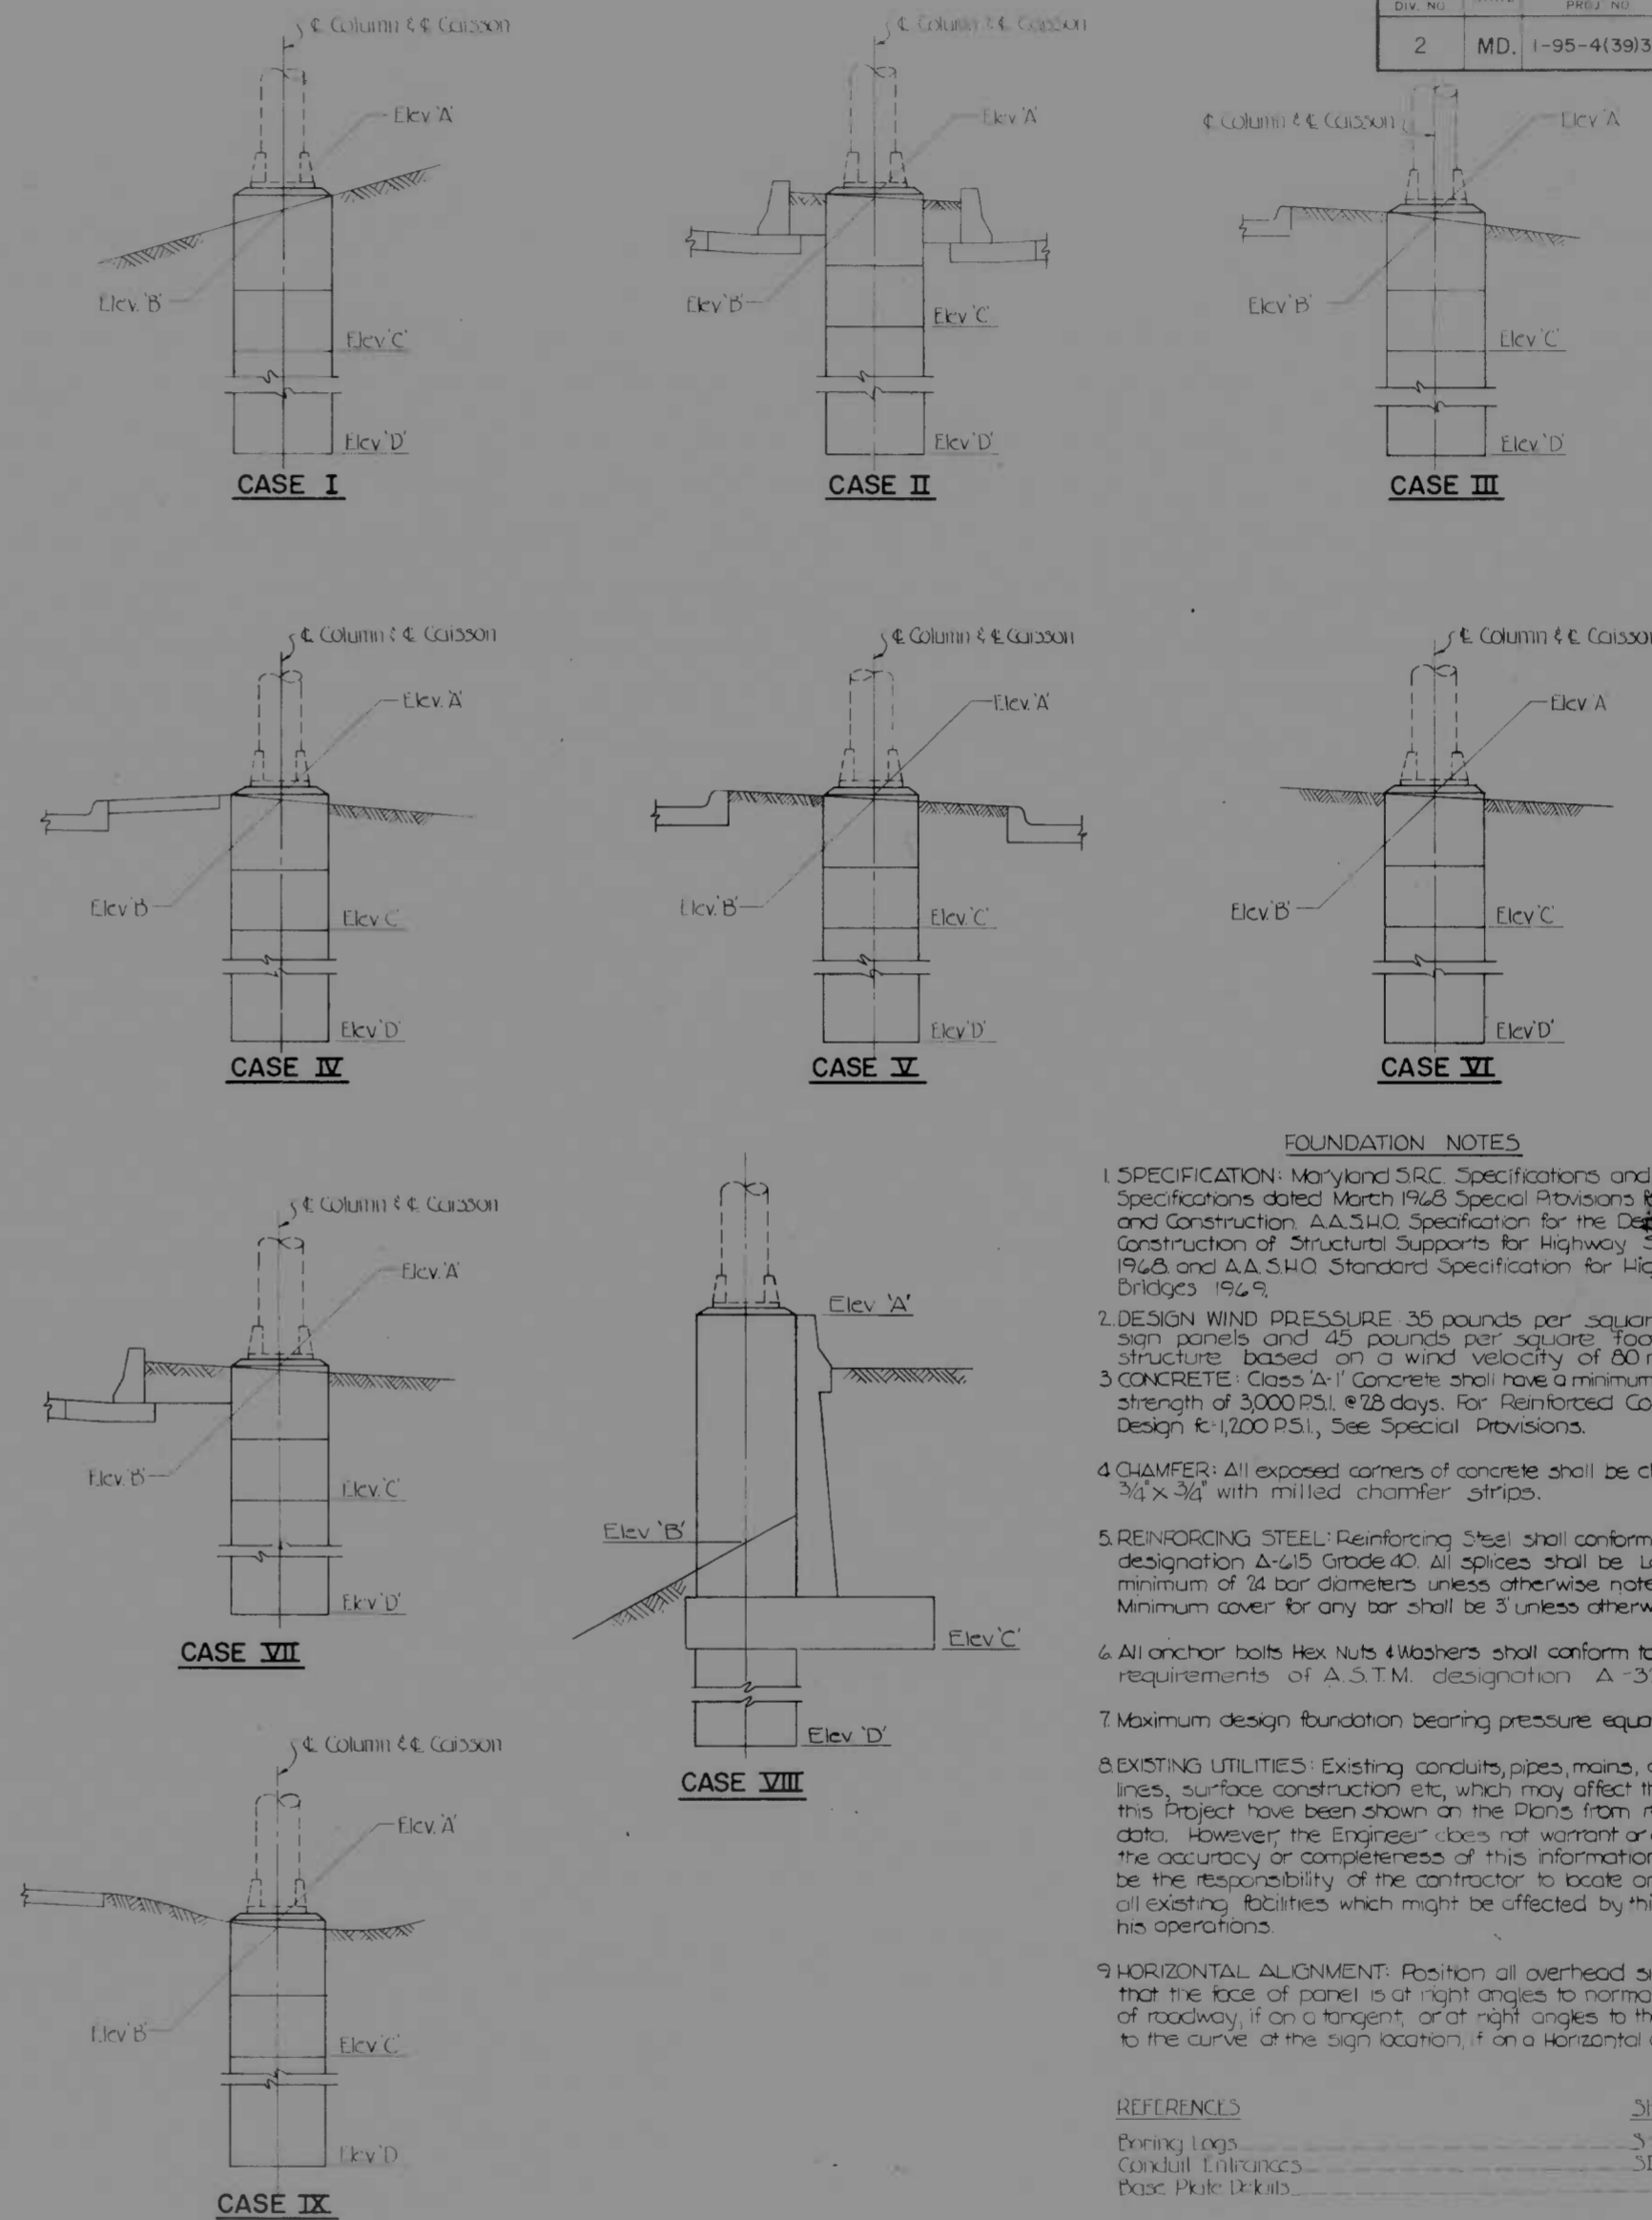 DIV. NO. PROJ. NO.
2 MD. I-95-4(39)3
℄ Column & ℄ Caisson
Elev 'A'
Elev. 'B'
Elev 'C'
Elev 'D'
CASE I
℄ Column & ℄ Caisson
Elev 'A'
Elev 'B'
Elev 'C'
Elev 'D'
CASE II
℄ Column & ℄ Caisson
Elev 'A
Elev 'B'
Elev 'C'
Elev 'D'
CASE III
℄ Column & ℄ Caisson
Elev. 'A'
Elev B
Elev C
Elev 'D'
CASE IV
℄ Column & ℄ Caisson
Elev. 'A'
Elev. 'B'
Elev 'C'
Elev 'D'
CASE V
℄ Column & ℄ Caisson
Elev A
Elev. 'B'
Elev 'C'
Elev 'D'
CASE VI
℄ Column & ℄ Caisson
Elev. 'A'
Elev. 'B'
Elev. 'C'
Elev 'D'
CASE VII
Elev 'A'
Elev 'B'
Elev 'C'
Elev 'D'
CASE VIII
℄ Column & ℄ Caisson
Elev. 'A'
Elev 'B'
Elev 'C'
Elev 'D
CASE IX
FOUNDATION NOTES
1. SPECIFICATION: Maryland S.R.C. Specifications and
Specifications dated March 1968 Special Provisions
and Construction. A.A.S.H.O. Specification for the
Construction of Structural Supports for Highway
1968. and A.A.S.H.O. Standard Specification for
Bridges 1969.
2. DESIGN WIND PRESSURE 35 pounds per squar
sign panels and 45 pounds per square foo
structure based on a wind velocity of 80
3 CONCRETE: Class 'A-1' Concrete shall have a minimum
strength of 3,000 P.S.I. @ 28 days. For Reinforced Co
Design fc-1,200 P.S.I., See Special Provisions.
4 CHAMFER: All exposed corners of concrete shall be
3/4" x 3/4" with milled chamfer strips.
5. REINFORCING STEEL: Reinforcing Steel shall conform
designation A-615 Grade 40. All splices shall be
minimum of 24 bar diameters unless otherwise note
Minimum cover for any bar shall be 3' unless otherw
6. All anchor bolts Hex Nuts & Washers shall conform to
requirements of A.S.T.M. designation A-3
7. Maximum design foundation bearing pressure equa
8. EXISTING UTILITIES: Existing conduits, pipes, mains,
lines, surface construction etc, which may affect th
this Project have been shown on the Plans from
data. However, the Engineer does not warrant or
the accuracy or completeness of this information
be the responsibility of the contractor to locate
all existing facilities which might be affected by thi
his operations.
9 HORIZONTAL ALIGNMENT: Position all overhead
that the face of panel is at right angles to norma
of roadway, if on a tangent, or at right angles to th
to the curve at the sign location, if on a Horizontal
REFERENCES
Boring Logs
Conduit Entrances
Base Plate Details